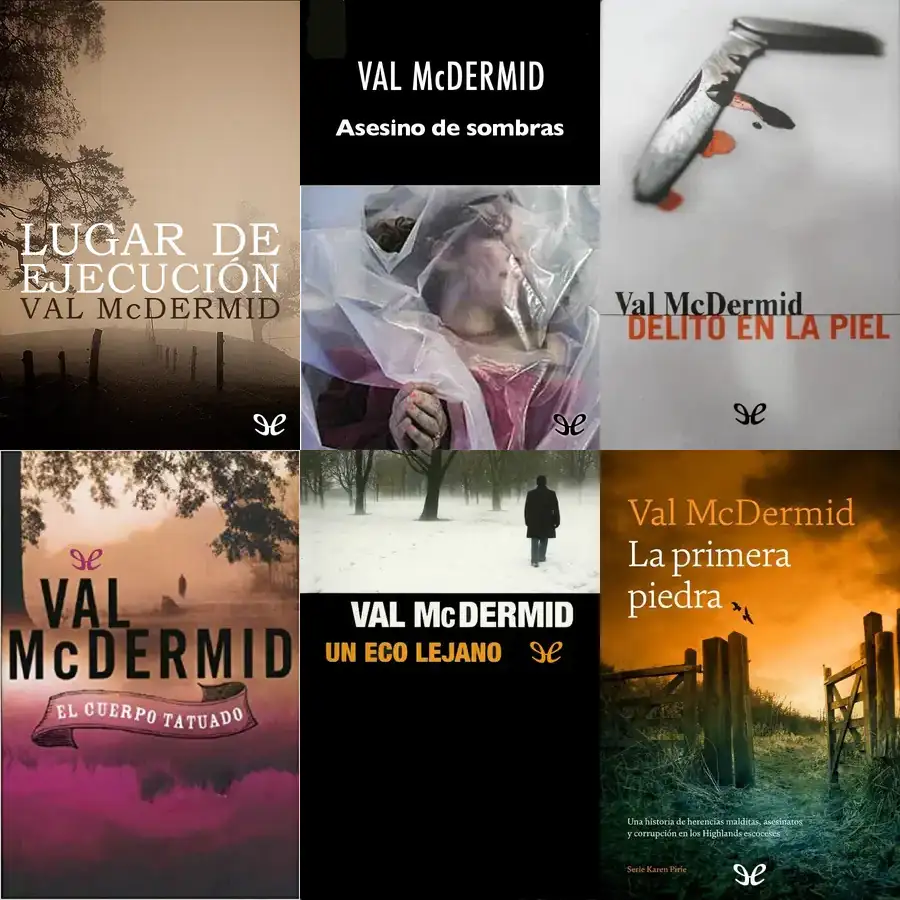 LUGAR DE
EJECUCIÓN
VAL McDERMID
VAL McDERMID
Asesino de sombras
Val McDermid
DELITO EN LA PIEL
VAL
McDERMID
EL CUERPO TATUADO
VAL McDERMID
UN ECO LEJANO
Val McDermid
La primera
piedra
Una historia de herencias malditas, asesinatos
y corrupción en los Highlands escoceses
Serie Karen Pirie